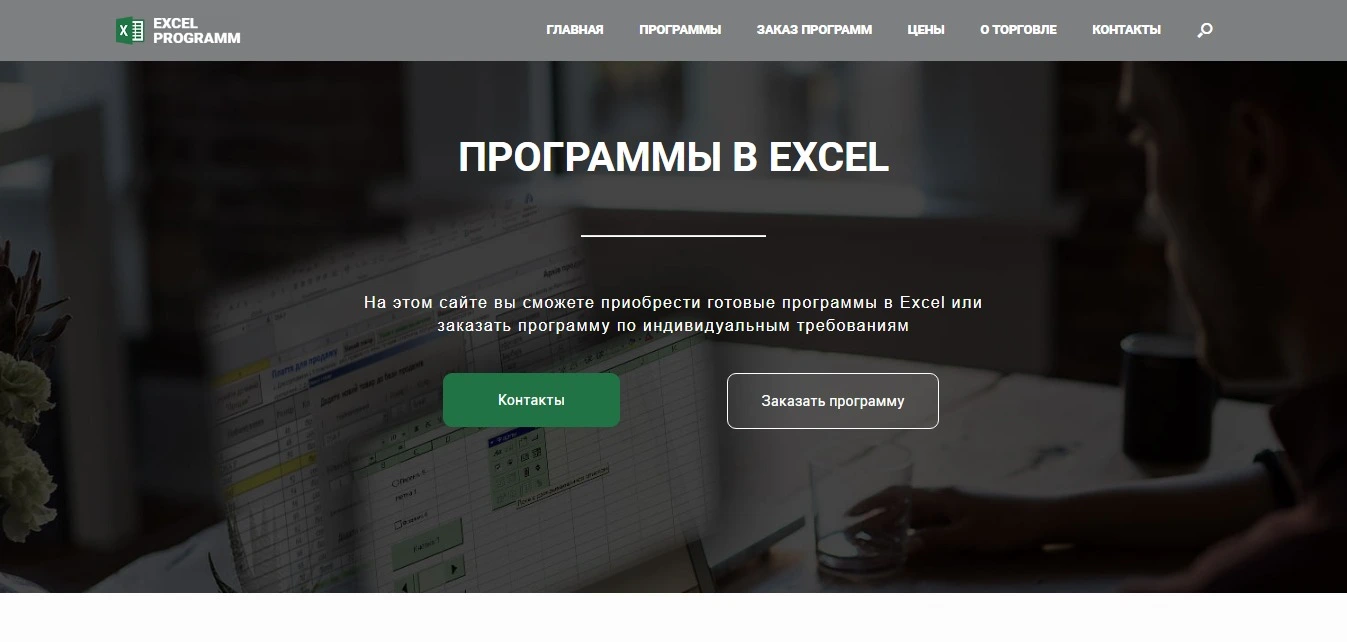 EXCEL
PROGRAMM
ГЛАВНАЯ ПРОГРАММЫ ЗАКАЗ ПРОГРАММ ЦЕНЫ О ТОРГОВЛЕ КОНТАКТЫ
ПРОГРАММЫ В EXCEL
На этом сайте вы сможете приобрести готовые программы в Excel или
заказать программу по индивидуальным требованиям
Контакты
Заказать программу